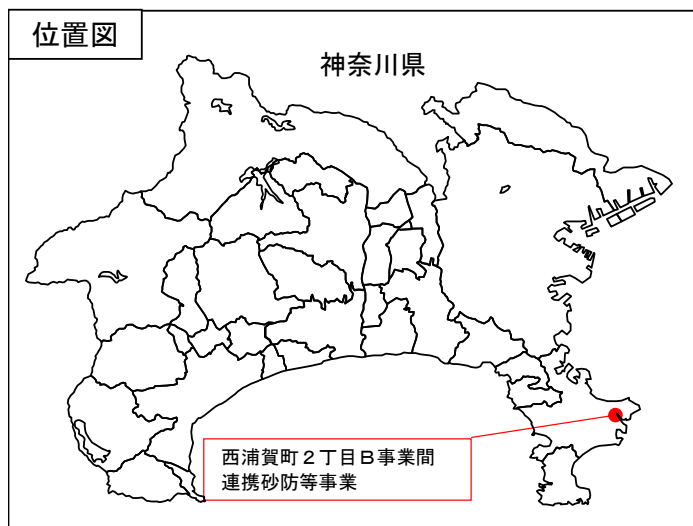 位置図
神奈川県
西浦賀町２丁目Ｂ事業間
連携砂防等事業